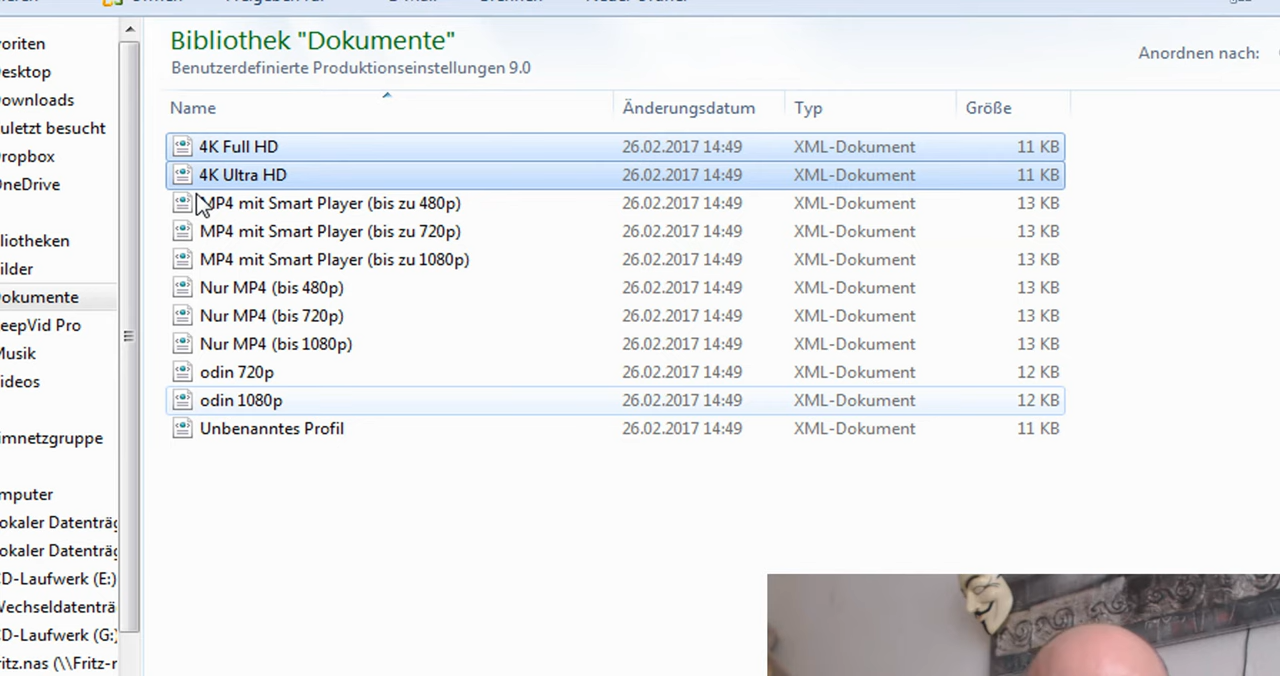 Bibliothek "Dokumente"
Benutzerdefinierte Produktionseinstellungen 9.0
Anordnen nach:
Name Änderungsdatum Typ Größe
4K Full HD 26.02.2017 14:49 XML-Dokument 11 KB
4K Ultra HD 26.02.2017 14:49 XML-Dokument 11 KB
MP4 mit Smart Player (bis zu 480p) 26.02.2017 14:49 XML-Dokument 13 KB
MP4 mit Smart Player (bis zu 720p) 26.02.2017 14:49 XML-Dokument 13 KB
MP4 mit Smart Player (bis zu 1080p) 26.02.2017 14:49 XML-Dokument 13 KB
Nur MP4 (bis 480p) 26.02.2017 14:49 XML-Dokument 13 KB
Nur MP4 (bis 720p) 26.02.2017 14:49 XML-Dokument 13 KB
Nur MP4 (bis 1080p) 26.02.2017 14:49 XML-Dokument 13 KB
odin 720p 26.02.2017 14:49 XML-Dokument 12 KB
odin 1080p 26.02.2017 14:49 XML-Dokument 12 KB
Unbenanntes Profil 26.02.2017 14:49 XML-Dokument 11 KB
voriten
esktop
ownloads
uletzt besucht
ropbox
neDrive
liotheken
ilder
okumente
eepVid Pro
Musik
ideos
imnetzgruppe
mputer
okaler Datenträg
okaler Datenträg
D-Laufwerk (E:)
Wechseldatenträ
D-Laufwerk (G:)
ritz.nas (\\Fritz-r